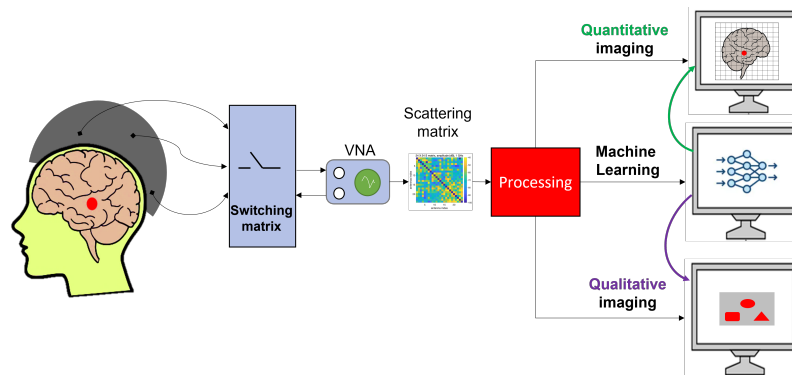 Quantitative
imaging
Scattering
matrix
VNA
Switching
matrix
Processing
Machine
Learning
Qualitative
imaging